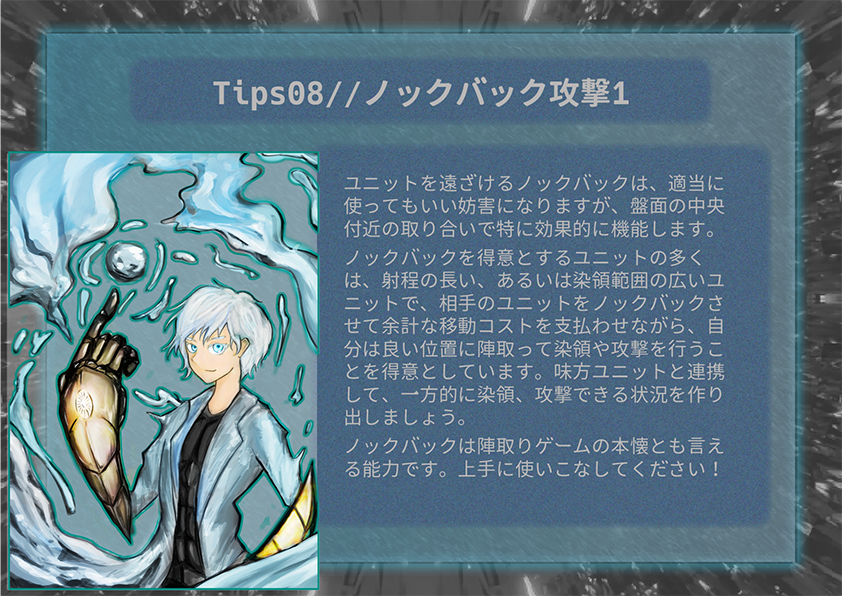 Tips08//ノックバック攻撃1
ユニットを遠ざけるノックバックは、適当に
使ってもいい妨害になりますが、盤面の中央
付近の取り合いで特に効果的に機能します。
ノックバックを得意とするユニットの多く
は、射程の長い、あるいは染領範囲の広いユ
ニットで、相手のユニットをノックバックさ
せて余計な移動コストを支払わせながら、自
分は良い位置に陣取って染領や攻撃を行うこ
とを得意としています。味方ユニットと連携
して、一方的に染領、攻撃できる状況を作り
出しましょう。
ノックバックは陣取りゲームの本懐とも言え
る能力です。上手に使いこなしてください！